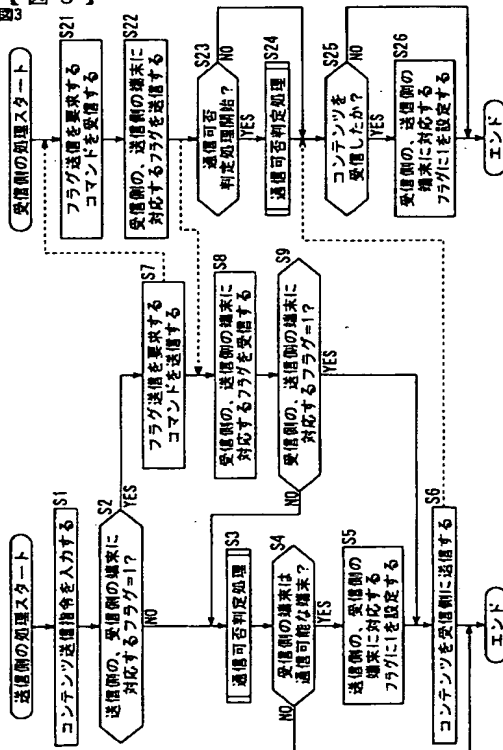 【図3】
図3
送信側の処理スタート
S1
コンテンツ送信指令を入力する
S2
送信側の、受信側の端末に
対応するフラグ=1?
YES
NO
S3
通信可否判定処理
S4
受信側の端末は
通信可能な端末?
NO
YES
S5
送信側の、受信側の
端末に対応する
フラグに1を設定する
S6
コンテンツを受信側に送信する
エンド
S7
フラグ送信を要求する
コマンドを送信する
S8
受信側の、送信側の端末に
対応するフラグを受信する
S9
受信側の、送信側の端末に
対応するフラグ=1?
NO
YES
受信側の処理スタート
S21
フラグ送信を要求する
コマンドを受信する
S22
受信側の、送信側の端末に
対応するフラグを送信する
S23
通信可否
判定処理開始?
NO
YES
S24
通信可否判定処理
S25
コンテンツを
受信したか?
NO
YES
S26
受信側の、送信側の
端末に対応する
フラグに1を設定する
エンド